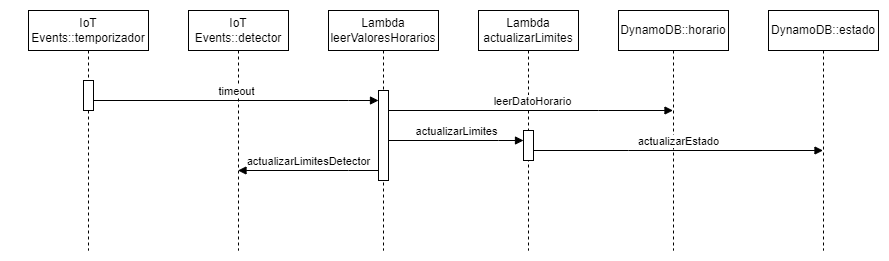 IoT
Events::temporizador
IoT
Events::detector
Lambda
leerValoresHorarios
Lambda
actualizarLimites
DynamoDB::horario
DynamoDB::estado
timeout
leerDatoHorario
actualizarLimites
actualizarEstado
actualizarLimitesDetector